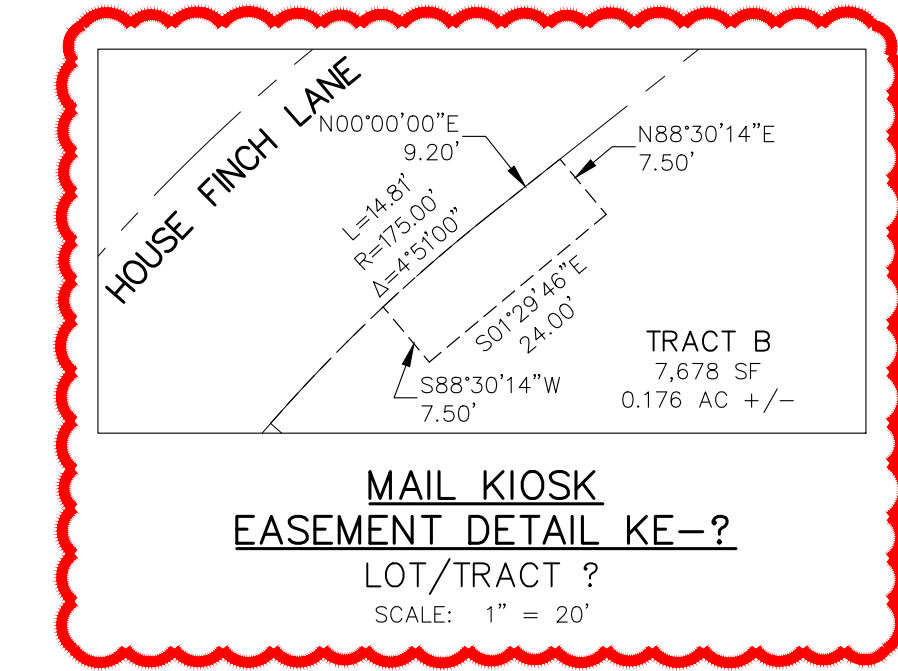 HOUSE FINCH LANE
N00°00'00"E
9.20'
N88°30'14"E
7.50'
L=14.81'
R=175.00'
Δ=4°51'00"
S01°29'46"E
24.00'
S88°30'14"W
7.50'
TRACT B
7,678 SF
0.176 AC +/-
MAIL KIOSK
EASEMENT DETAIL KE-?
LOT/TRACT ?
SCALE: 1" = 20'